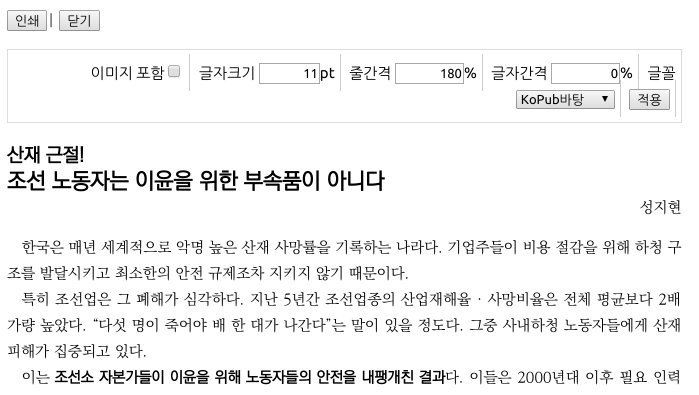 인쇄 | 닫기
이미지 포함 글자크기 11pt 줄간격 180% 글자간격 0% 글꼴
KoPub바탕 적용
산재 근절!
조선 노동자는 이윤을 위한 부속품이 아니다
성지현
한국은 매년 세계적으로 악명 높은 산재 사망률을 기록하는 나라다. 기업주들이 비용 절감을 위해 하청 구
조를 발달시키고 최소한의 안전 규제조차 지키지 않기 때문이다.
특히 조선업은 그 폐해가 심각하다. 지난 5년간 조선업종의 산업재해율 · 사망비율은 전체 평균보다 2배
가량 높았다. “다섯 명이 죽어야 배 한 대가 나간다”는 말이 있을 정도다. 그중 사내하청 노동자들에게 산재
피해가 집중되고 있다.
이는 조선소 자본가들이 이윤을 위해 노동자들의 안전을 내팽개친 결과다. 이들은 2000년대 이후 필요 인력